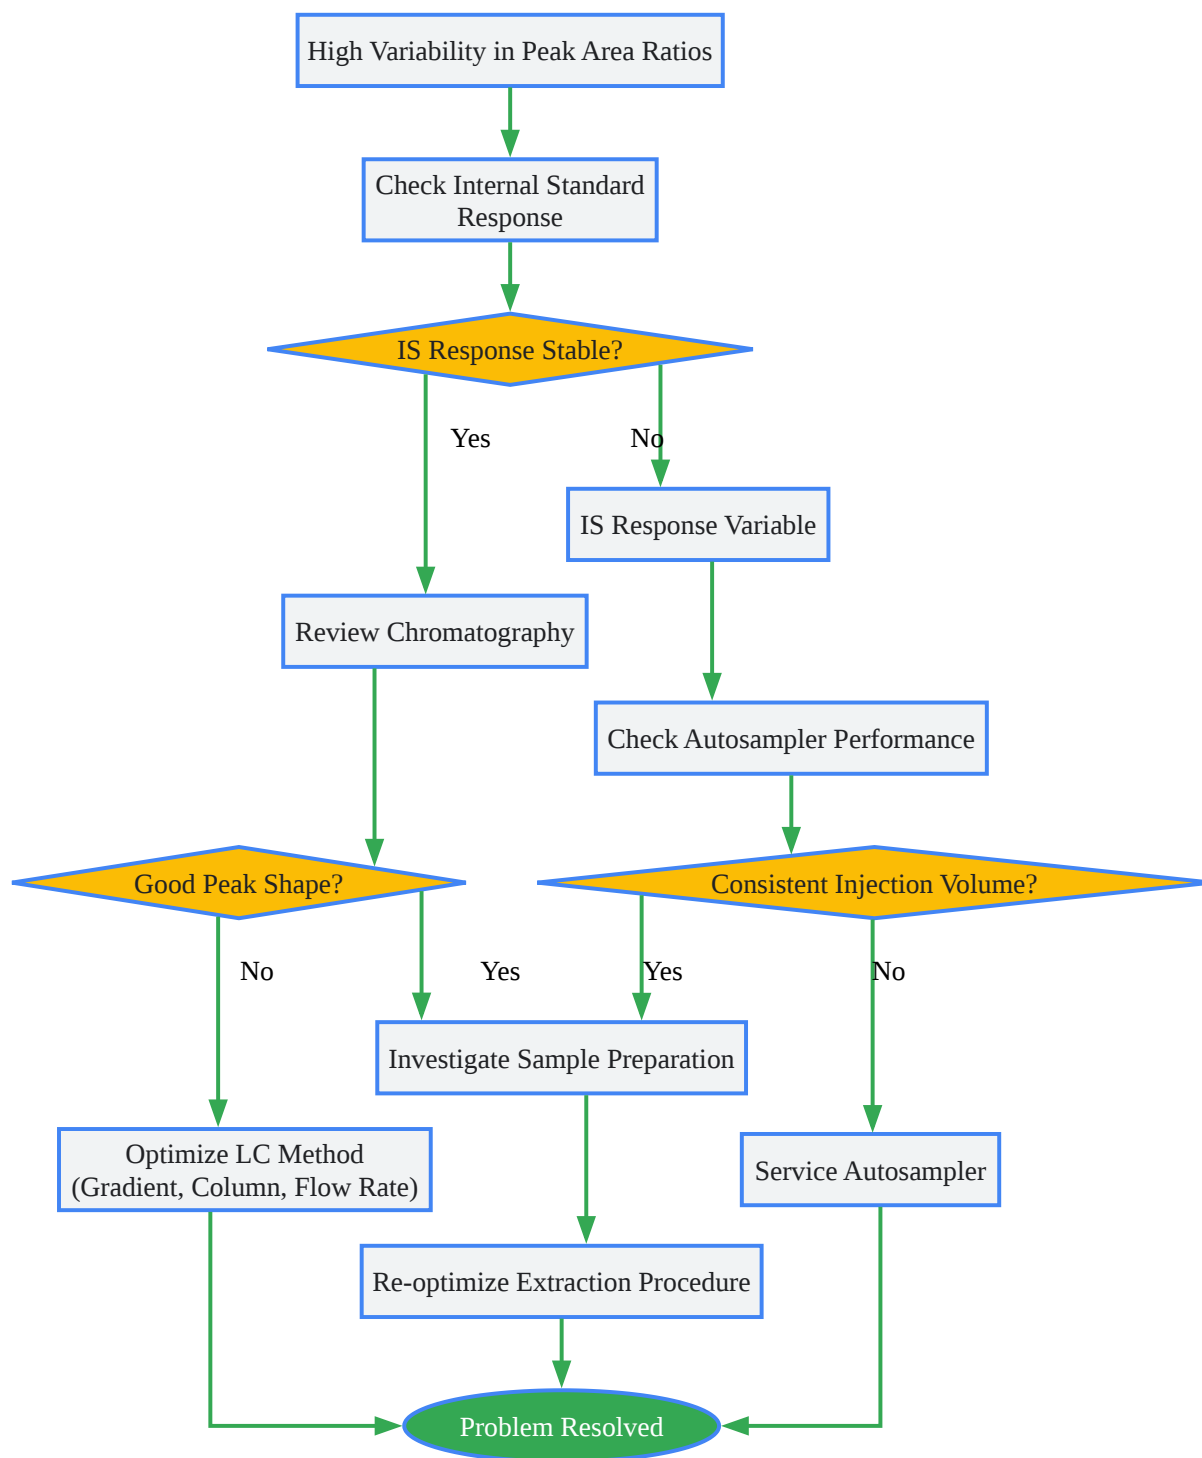 High Variability in Peak Area Ratios
Check Internal Standard
Response
IS Response Stable?
Yes
No
IS Response Variable
Review Chromatography
Check Autosampler Performance
Good Peak Shape?
Consistent Injection Volume?
No
Yes
Yes
No
Investigate Sample Preparation
Optimize LC Method
(Gradient, Column, Flow Rate)
Service Autosampler
Re-optimize Extraction Procedure
Problem Resolved